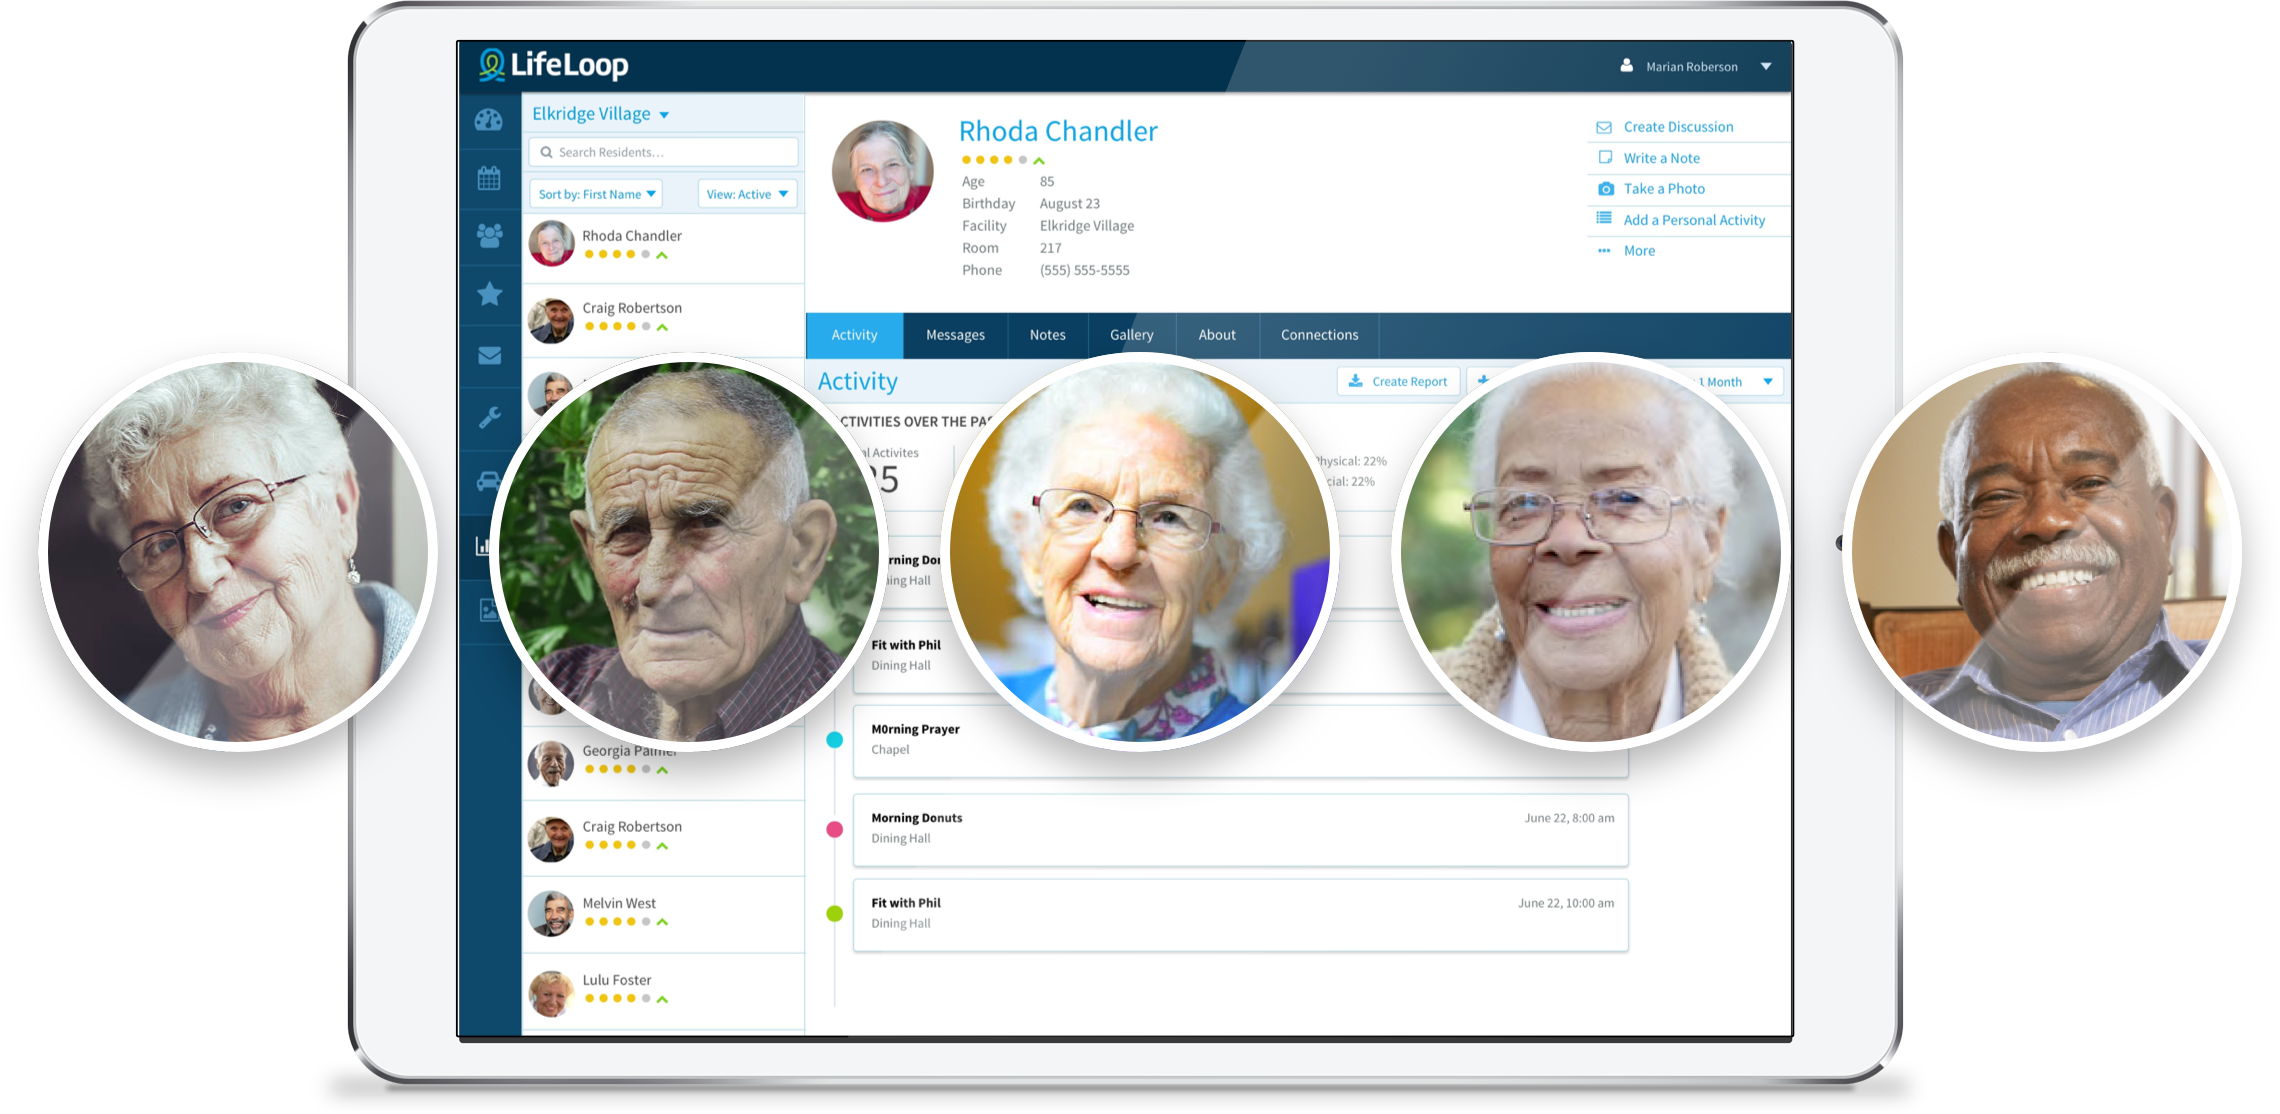 LifeLoop
Marian Roberson
Elkridge Village
Search Residents...
Sort by: First Name
View: Active
Rhoda Chandler
Craig Robertson
Georgia Palmer
Craig Robertson
Melvin West
Lulu Foster
Rhoda Chandler
Age 85
Birthday August 23
Facility Elkridge Village
Room 217
Phone (555) 555-5555
Create Discussion
Write a Note
Take a Photo
Add a Personal Activity
More
Activity Messages Notes Gallery About Connections
Activity
Create Report
1 Month
CTIVITIES OVER THE PA
Activites
5
Physical: 22%
cial: 22%
rning Do
ing Hall
Fit with Phil
Dining Hall
M0rning Prayer
Chapel
Morning Donuts
Dining Hall
June 22, 8:00 am
Fit with Phil
Dining Hall
June 22, 10:00 am